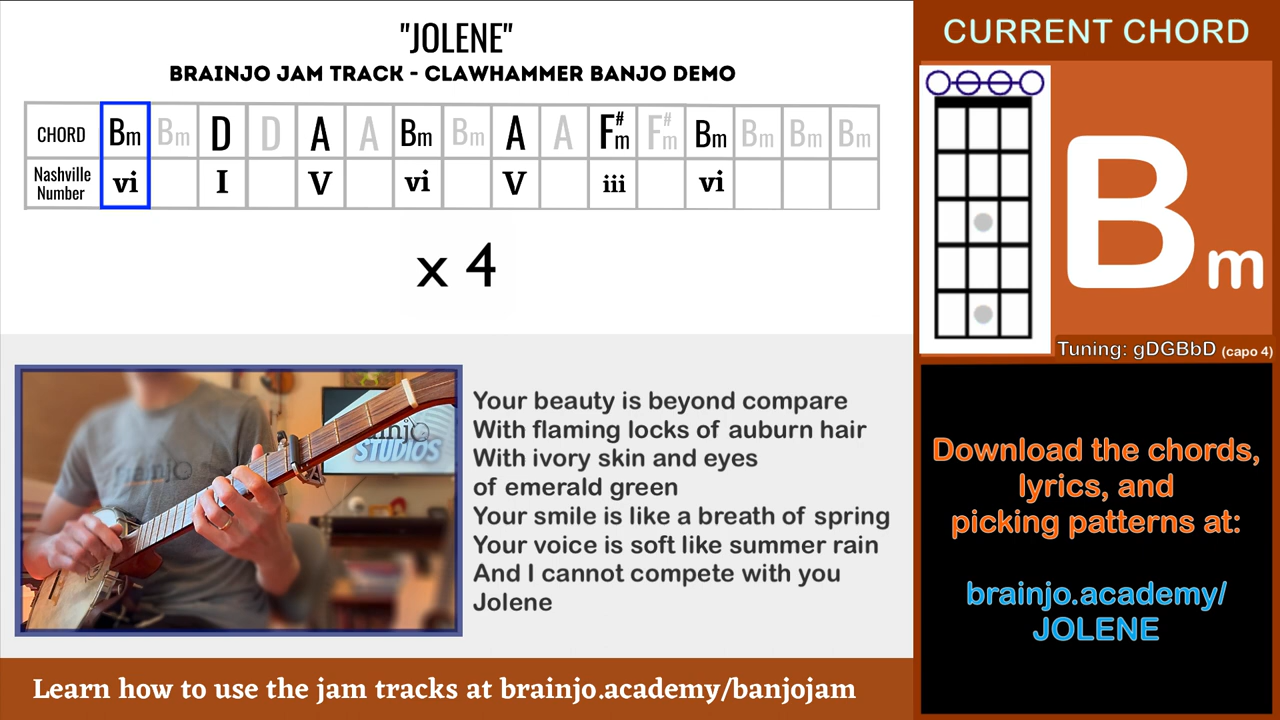 "JOLENE"
BRAINJO JAM TRACK - CLAWHAMMER BANJO DEMO
CHORD Bm Bm D D A A Bm Bm A A F#m F#m Bm Bm Bm Bm
Nashville Number vi I V vi V iii vi
x 4
Your beauty is beyond compare
With flaming locks of auburn hair
With ivory skin and eyes
of emerald green
Your smile is like a breath of spring
Your voice is soft like summer rain
And I cannot compete with you
Jolene
STUDIOS
Learn how to use the jam tracks at brainjo.academy/banjojam
CURRENT CHORD
Bm
Tuning: gDGBbD (capo 4)
Download the chords,
lyrics, and
picking patterns at:
brainjo.academy/
JOLENE